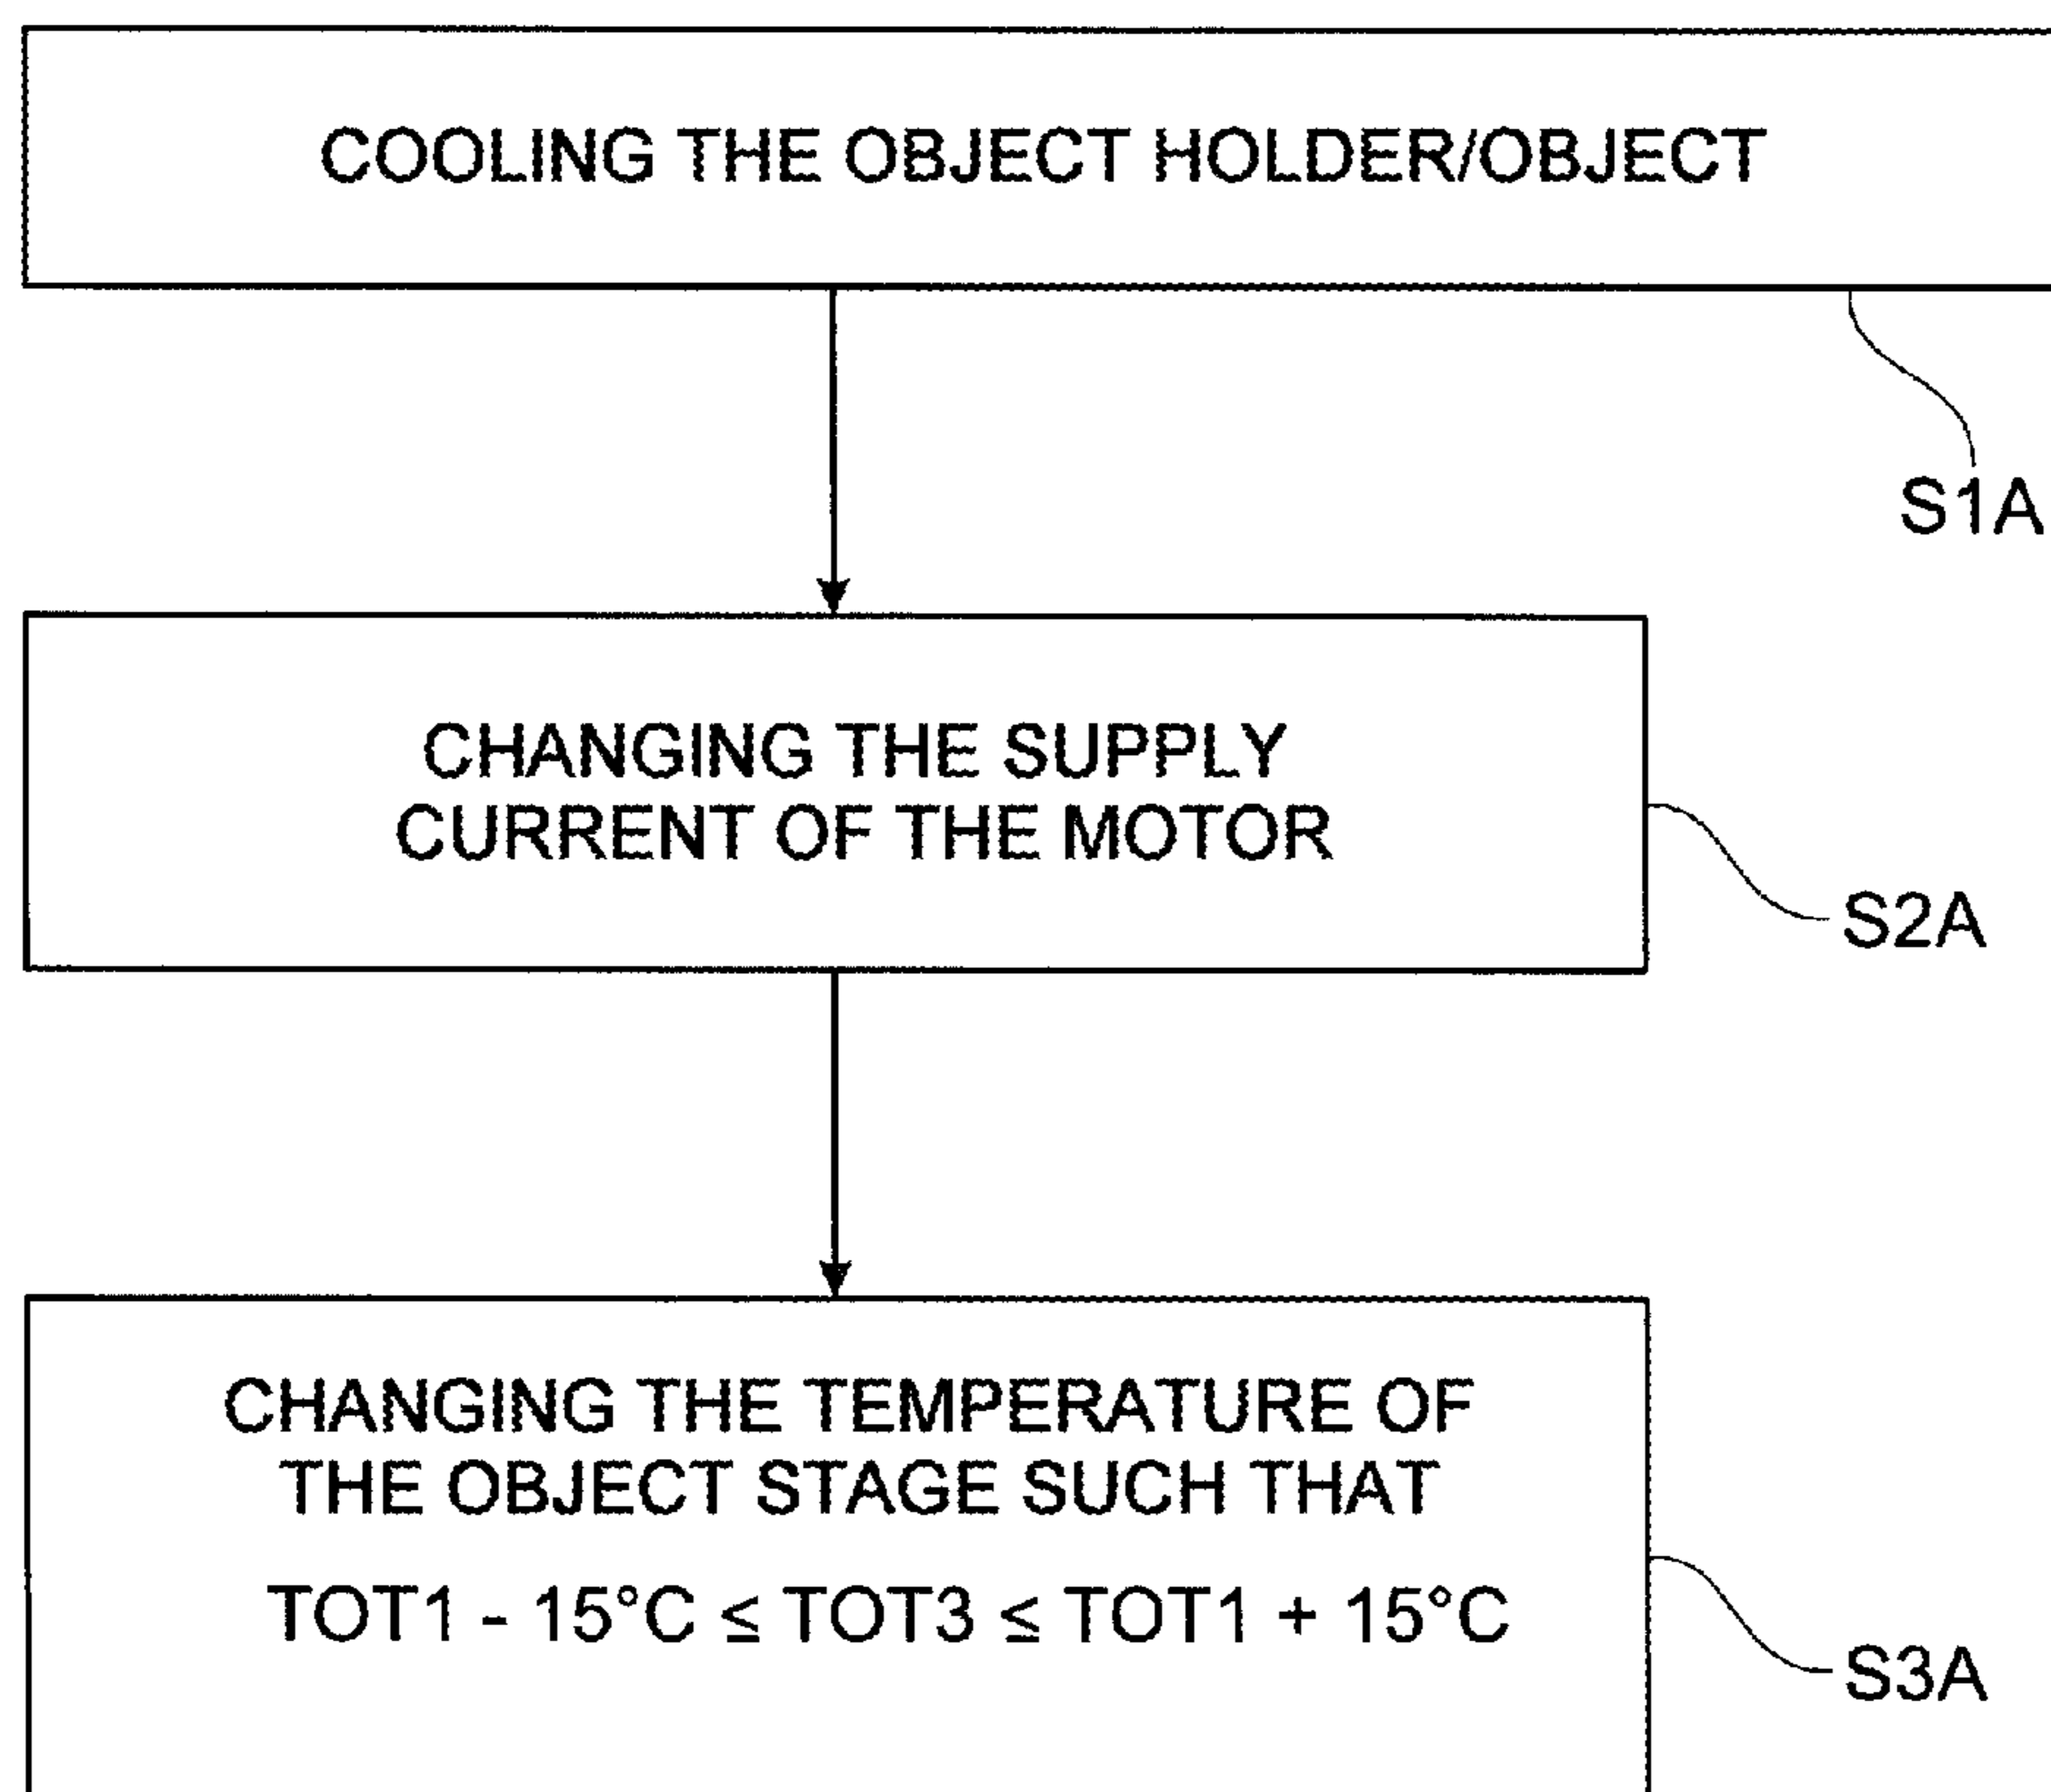 COOLING THE OBJECT HOLDER/OBJECT
S1A
CHANGING THE SUPPLY
CURRENT OF THE MOTOR
S2A
CHANGING THE TEMPERATURE OF
THE OBJECT STAGE SUCH THAT
TOT1 - 15°C ≤ TOT3 ≤ TOT1 + 15°C
S3A